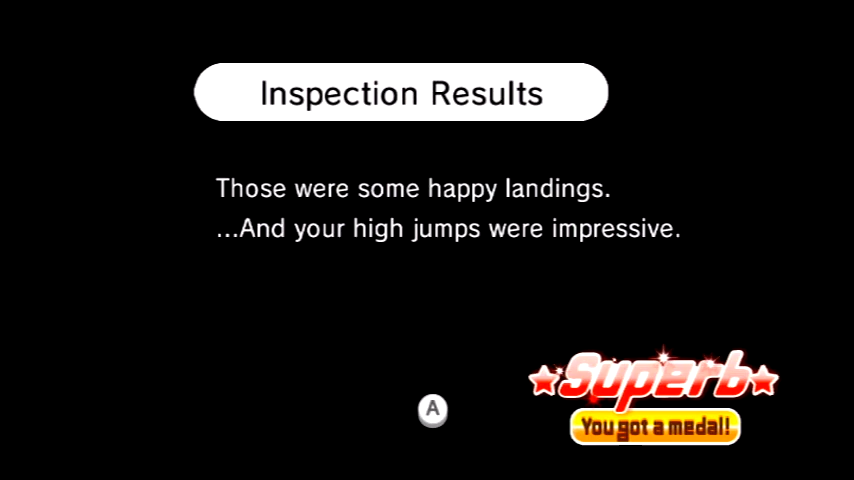 Inspection Results
Those were some happy landings.
...And your high jumps were impressive.
Superb
A
You got a medal!